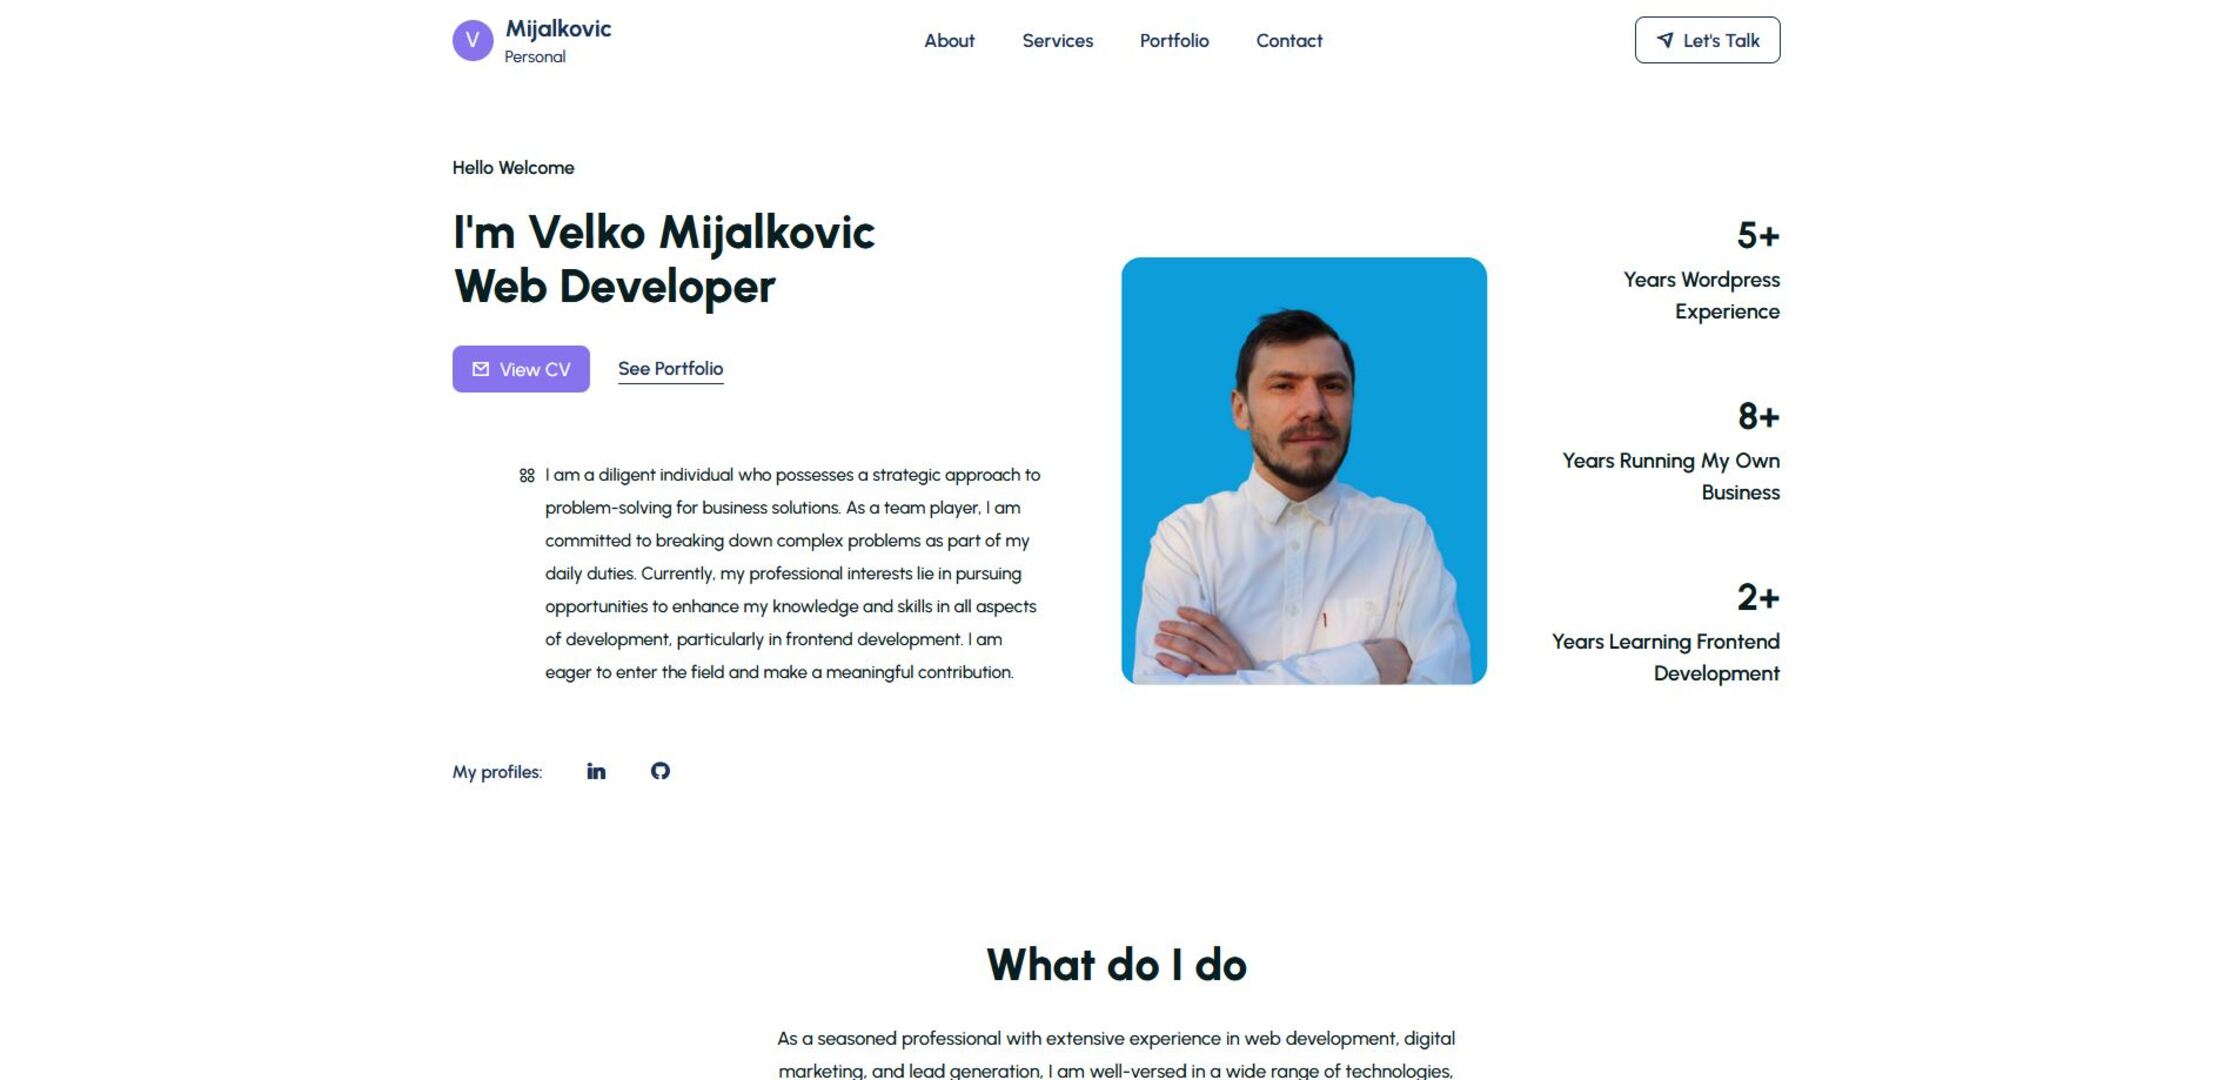 V
Mijalkovic
Personal
About
Services
Portfolio
Contact
Let's Talk
Hello Welcome
I'm Velko Mijalkovic
Web Developer
View CV
See Portfolio
I am a diligent individual who possesses a strategic approach to
problem-solving for business solutions. As a team player, I am
committed to breaking down complex problems as part of my
daily duties. Currently, my professional interests lie in pursuing
opportunities to enhance my knowledge and skills in all aspects
of development, particularly in frontend development. I am
eager to enter the field and make a meaningful contribution.
5+
Years Wordpress
Experience
8+
Years Running My Own
Business
2+
Years Learning Frontend
Development
My profiles:
in
What do I do
As a seasoned professional with extensive experience in web development, digital
marketing, and lead generation, I am well-versed in a wide range of technologies,